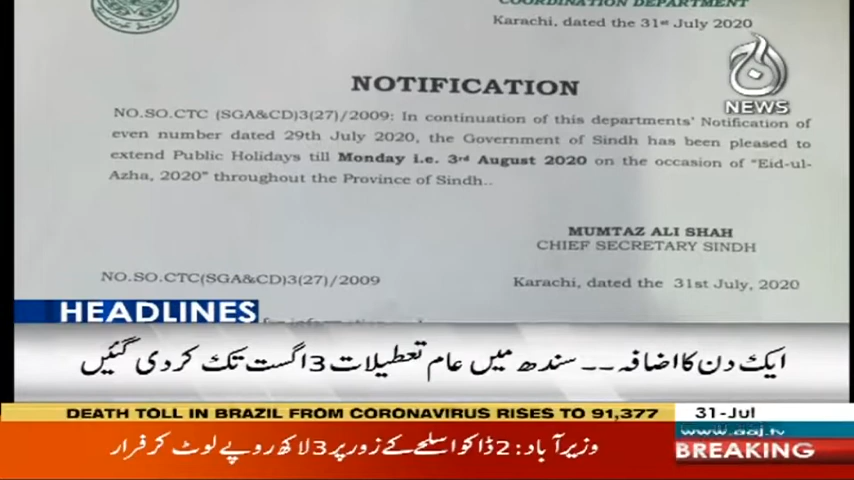 COORDINATION DEPARTMENT
Karachi, dated the 31st July 2020
NOTIFICATION
NEWS
NO.SO.CTC (SGA&CD)3(27)/2009: In continuation of this departments' Notification of
even number dated 29th July 2020, the Government of Sindh has been pleased to
extend Public Holidays till Monday i.e. 3rd August 2020 on the occasion of "Eid-ul-
Azha, 2020" throughout the Province of Sindh..
MUMTAZ ALI SHAH
CHIEF SECRETARY SINDH
NO.SO.CTC(SGA&CD)3(27)/2009
Karachi, dated the 31st July, 2020
HEADLINES
ایک دن کا اضافہ۔۔ سندھ میں عام تعطیلات 3 اگست تک کردی گئیں
DEATH TOLL IN BRAZIL FROM CORONAVIRUS RISES TO 91,377
31-Jul
www.aaj.tv
وزیرآباد: 2 ڈاکو اسلحے کے زور پر 3 لاکھ روپے لوٹ کر فرار
BREAKING